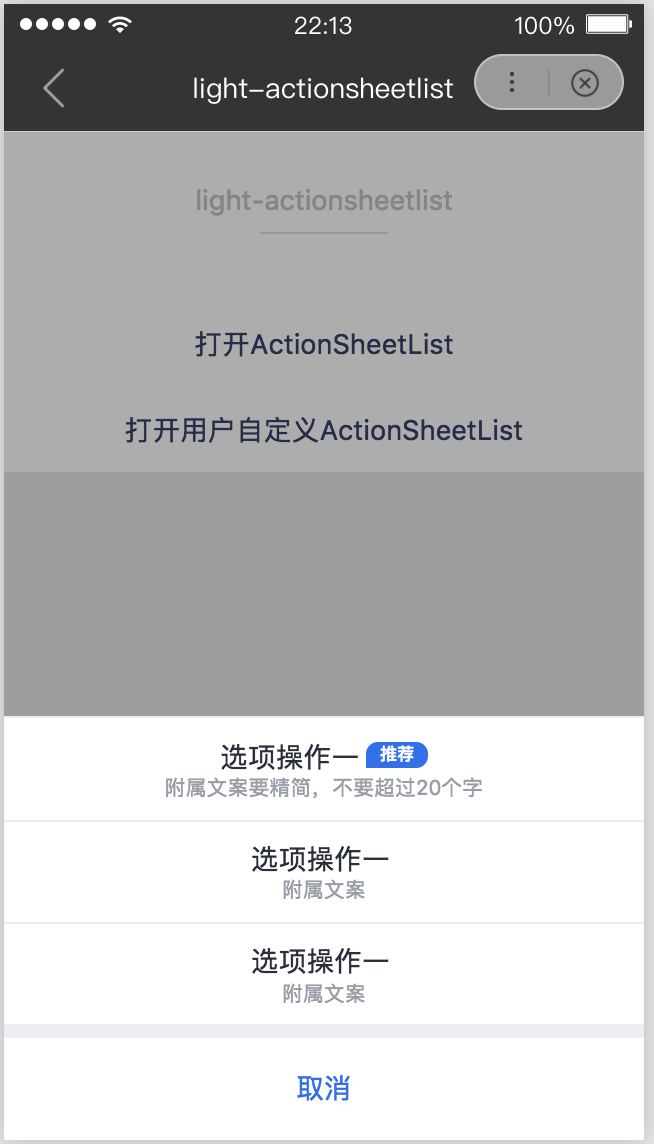 22:13
100%
light-actionsheetlist
light-actionsheetlist
打开ActionSheetList
打开用户自定义ActionSheetList
选项操作一 推荐
附属文案要精简，不要超过20个字
选项操作一
附属文案
选项操作一
附属文案
取消